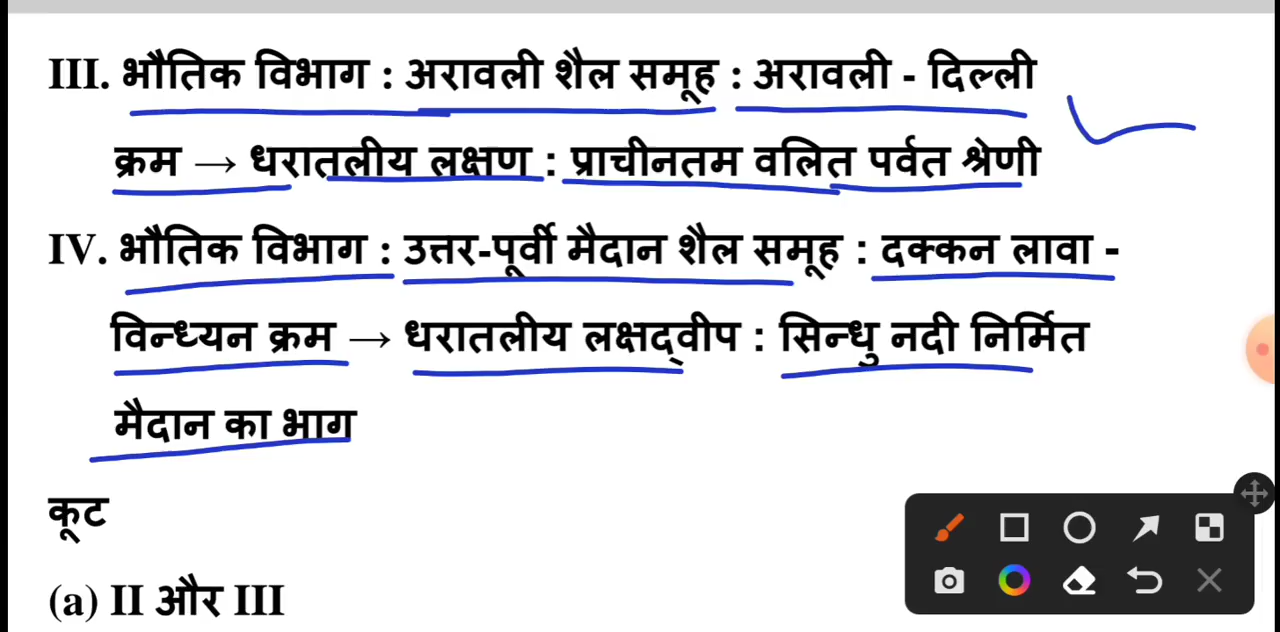 III. भौतिक विभाग : अरावली शैल समूह : अरावली - दिल्ली
क्रम → धरातलीय लक्षण : प्राचीनतम वलित पर्वत श्रेणी
IV. भौतिक विभाग : उत्तर-पूर्वी मैदान शैल समूह : दक्कन लावा -
विन्ध्यन क्रम → धरातलीय लक्षद्वीप : सिन्धु नदी निर्मित
मैदान का भाग
कूट
(a) II और III